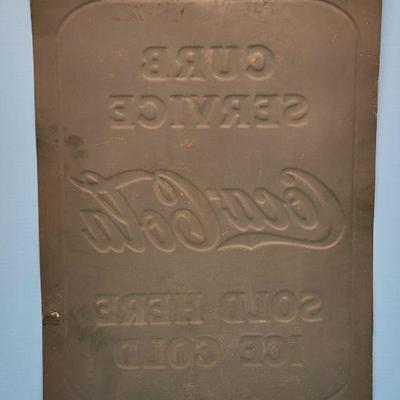 CURB
SERVICE
Coca-Cola
SOLD HERE
ICE COLD